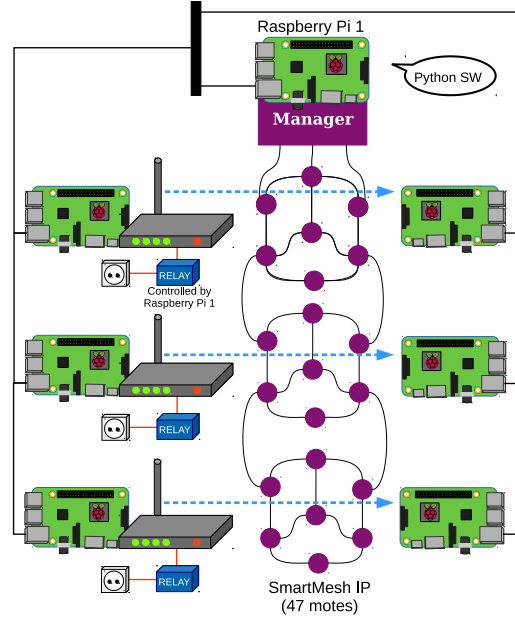 Raspberry Pi 1
Python SW
Manager
RELAY
Controlled by
Raspberry Pi 1
RELAY
RELAY
SmartMesh IP
(47 motes)